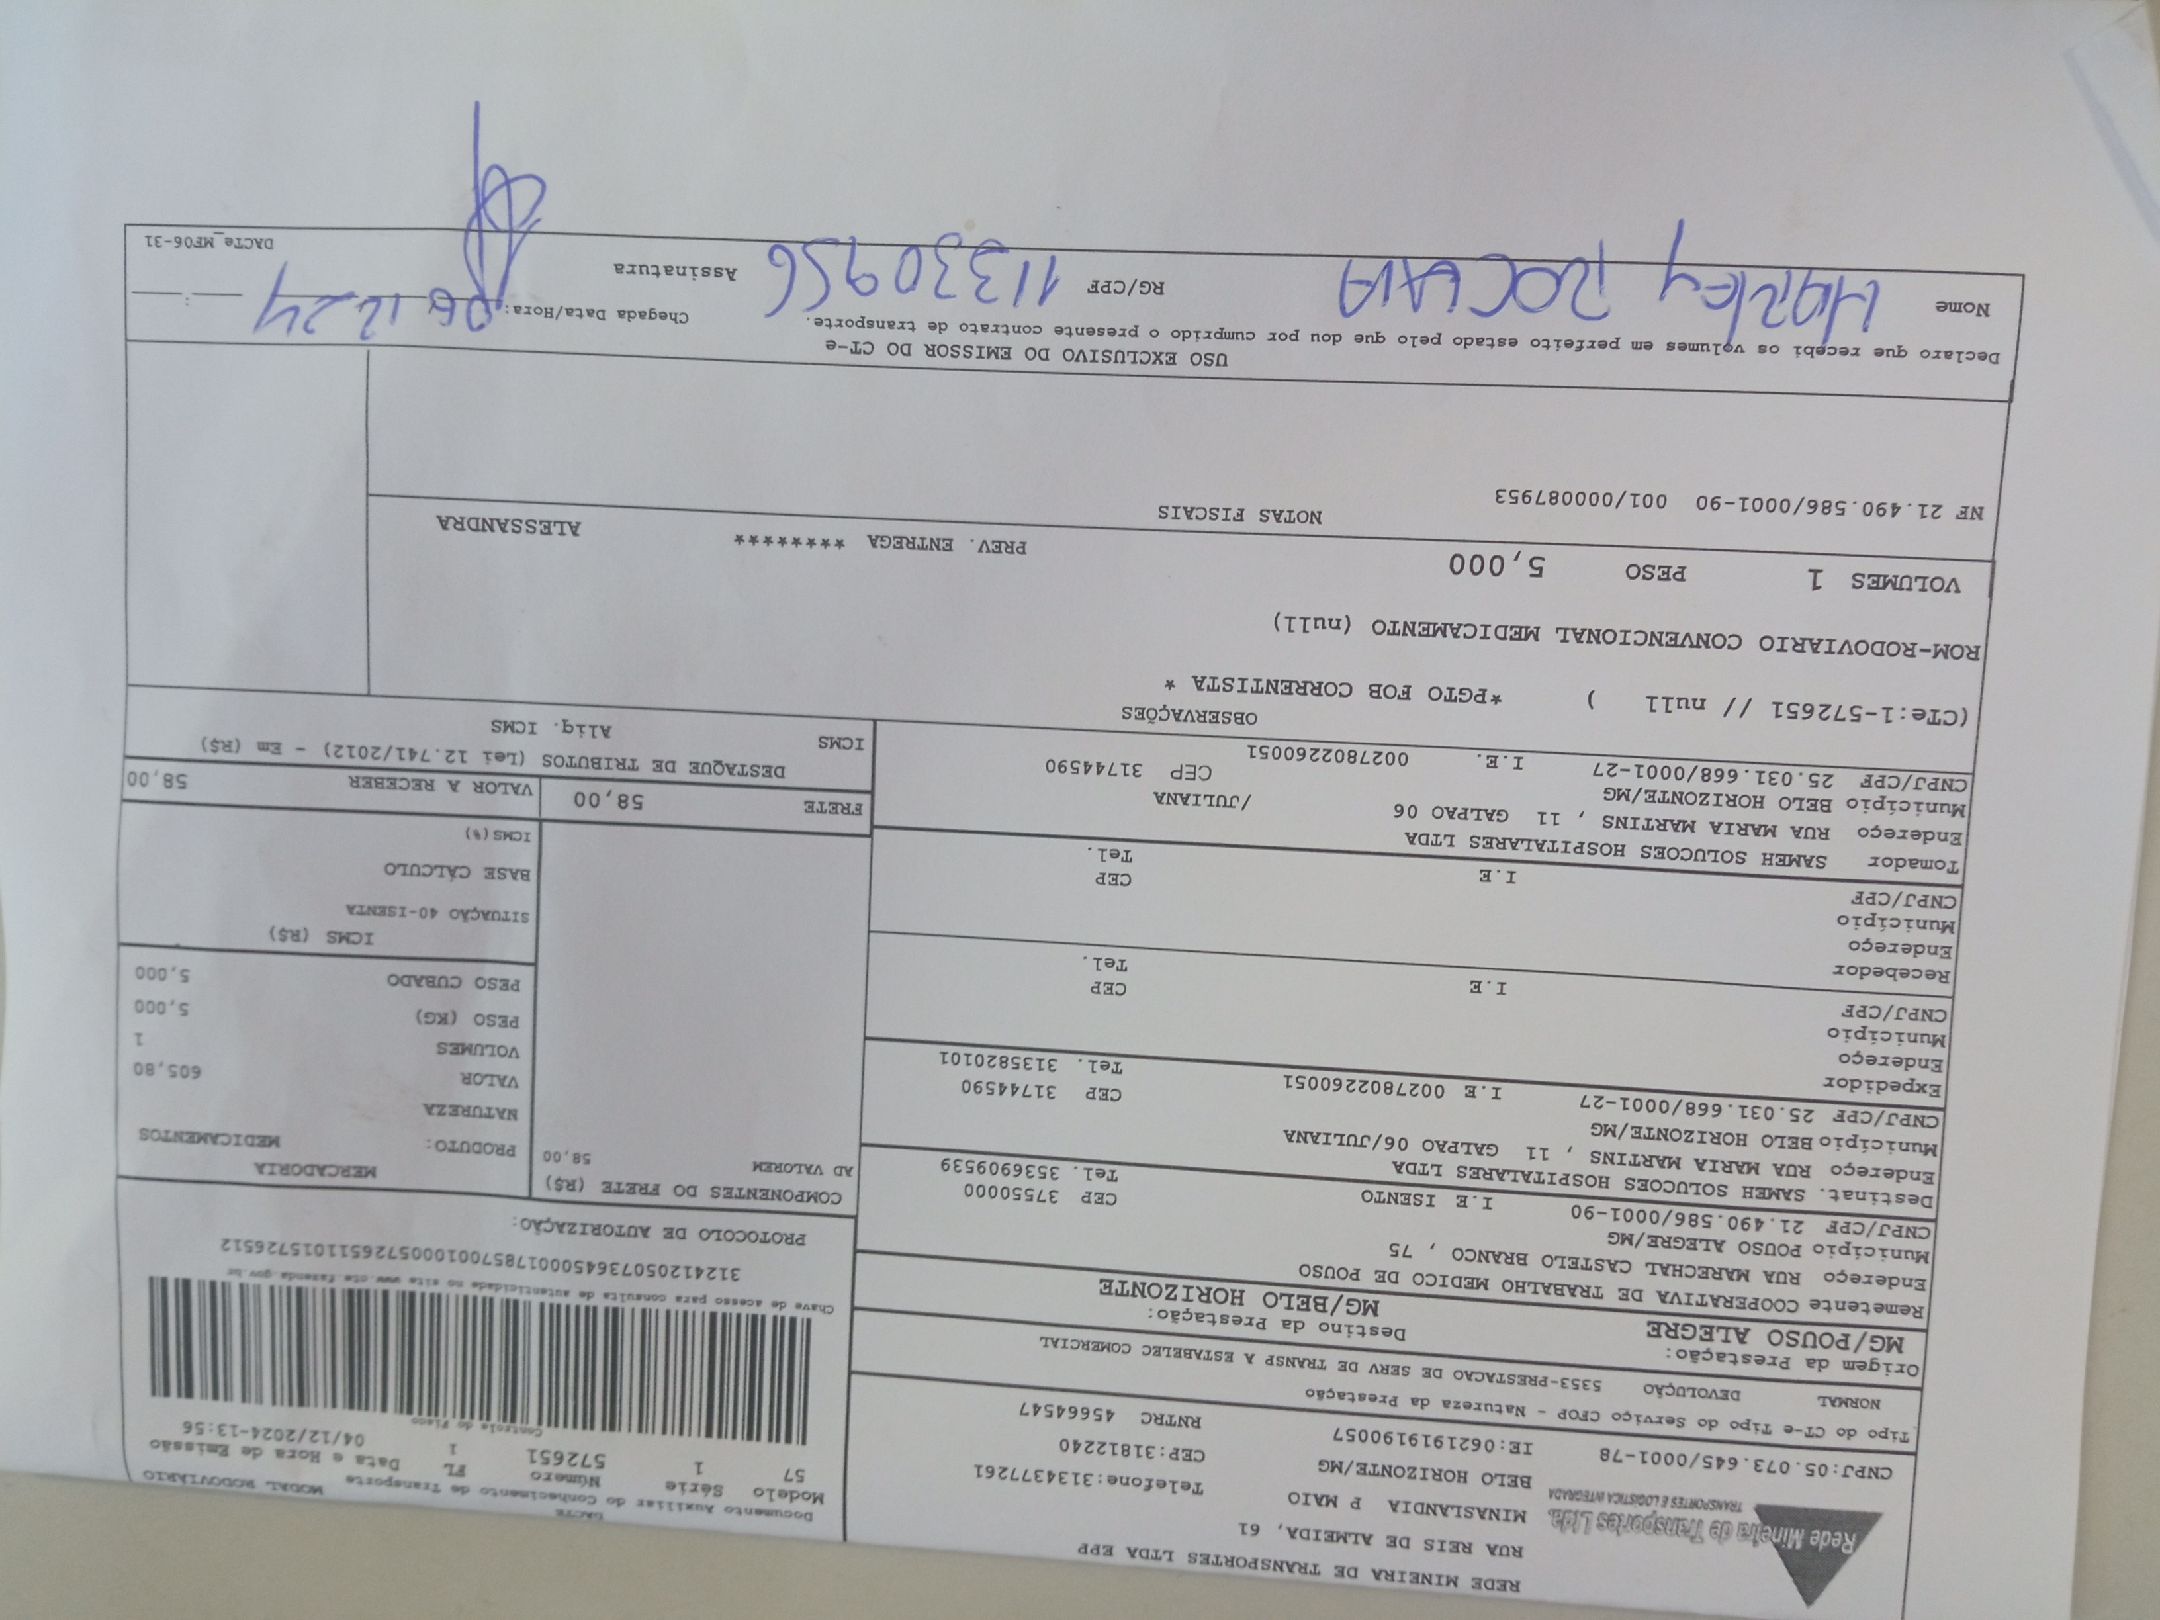 REDE MINEIRA DE TRANSPORTES LTDA EPP
RUA REIS DE ALMEIDA, 61
MINASLANDIA P MAIO Telefone:3134377261
BELO HORIZONTE/MG CEP:31812240
CNPJ:05.073.645/0001-78 IE:0621919190057 RNTRC 45664547
Rede Mineira de Transportes Ltda.
TRANSPORTES E LOGÍSTICA INTEGRADA
DACTE
Documento Auxiliar do Conhecimento de Transporte MODAL RODOVIÁRIO
Modelo Série Número FL Data e Hora de Emissão
57 1 572651 1 04/12/2024-13:56
Controle do Fisco
Chave de acesso para consulta de autenticidade no site www.cte.fazenda.gov.br
31241205073645000178570010005726511015726512
PROTOCOLO DE AUTORIZAÇÃO:
Tipo do CT-e Tipo do Serviço CFOP - Natureza da Prestação
NORMAL DEVOLUÇÃO 5353-PRESTACAO DE SERV DE TRANSP A ESTABELEC COMERCIAL
Origem da Prestação: Destino da Prestação:
MG/POUSO ALEGRE MG/BELO HORIZONTE
Remetente COOPERATIVA DE TRABALHO MEDICO DE POUSO
Endereço RUA MARECHAL CASTELO BRANCO , 75
Município POUSO ALEGRE/MG CEP 37550000
CNPJ/CPF 21.490.586/0001-90 I.E ISENTO Tel. 3536909539
Destinat. SAMEH SOLUCOES HOSPITALARES LTDA
Endereço RUA MARIA MARTINS , 11 GALPAO 06/JULIANA
Município BELO HORIZONTE/MG CEP 31744590
CNPJ/CPF 25.031.668/0001-27 I.E 0027802260051 Tel. 3135820101
Expedidor
Endereço
Município CEP
CNPJ/CPF I.E Tel.
Recebedor
Endereço
Município CEP
CNPJ/CPF I.E Tel.
Tomador SAMEH SOLUCOES HOSPITALARES LTDA
Endereço RUA MARIA MARTINS , 11 GALPAO 06 /JULIANA
Município BELO HORIZONTE/MG CEP 31744590
CNPJ/CPF 25.031.668/0001-27 I.E. 0027802260051
COMPONENTES DO FRETE (R$)
AD VALOREM 58,00
MERCADORIA
PRODUTO: MEDICAMENTOS
NATUREZA
VALOR 605,80
VOLUMES 1
PESO (KG) 5,000
PESO CUBADO 5,000
ICMS (R$)
SITUAÇÃO 40-ISENTA
BASE CÁLCULO
ICMS(%)
FRETE 58,00 VALOR A RECEBER 58,00
DESTAQUE DE TRIBUTOS (Lei 12.741/2012) - Em (R$)
ICMS Aliq. ICMS
OBSERVAÇÕES
(CTe:1-572651 // null ) *PGTO FOB CORRENTISTA *
ROM-RODOVIARIO CONVENCIONAL MEDICAMENTO (null)
VOLUMES 1 PESO 5,000 PREV. ENTREGA ******** ALESSANDRA
NOTAS FISCAIS
NF 21.490.586/0001-90 001/000087953
USO EXCLUSIVO DO EMISSOR DO CT-e
Declaro que recebi os volumes em perfeito estado pelo que dou por cumprido o presente contrato de transporte.
Chegada Data/Hora: 06 12 24 __:__
Nome ROCHA RG/CPF 11330956 Assinatura
DACTe_MF06-31